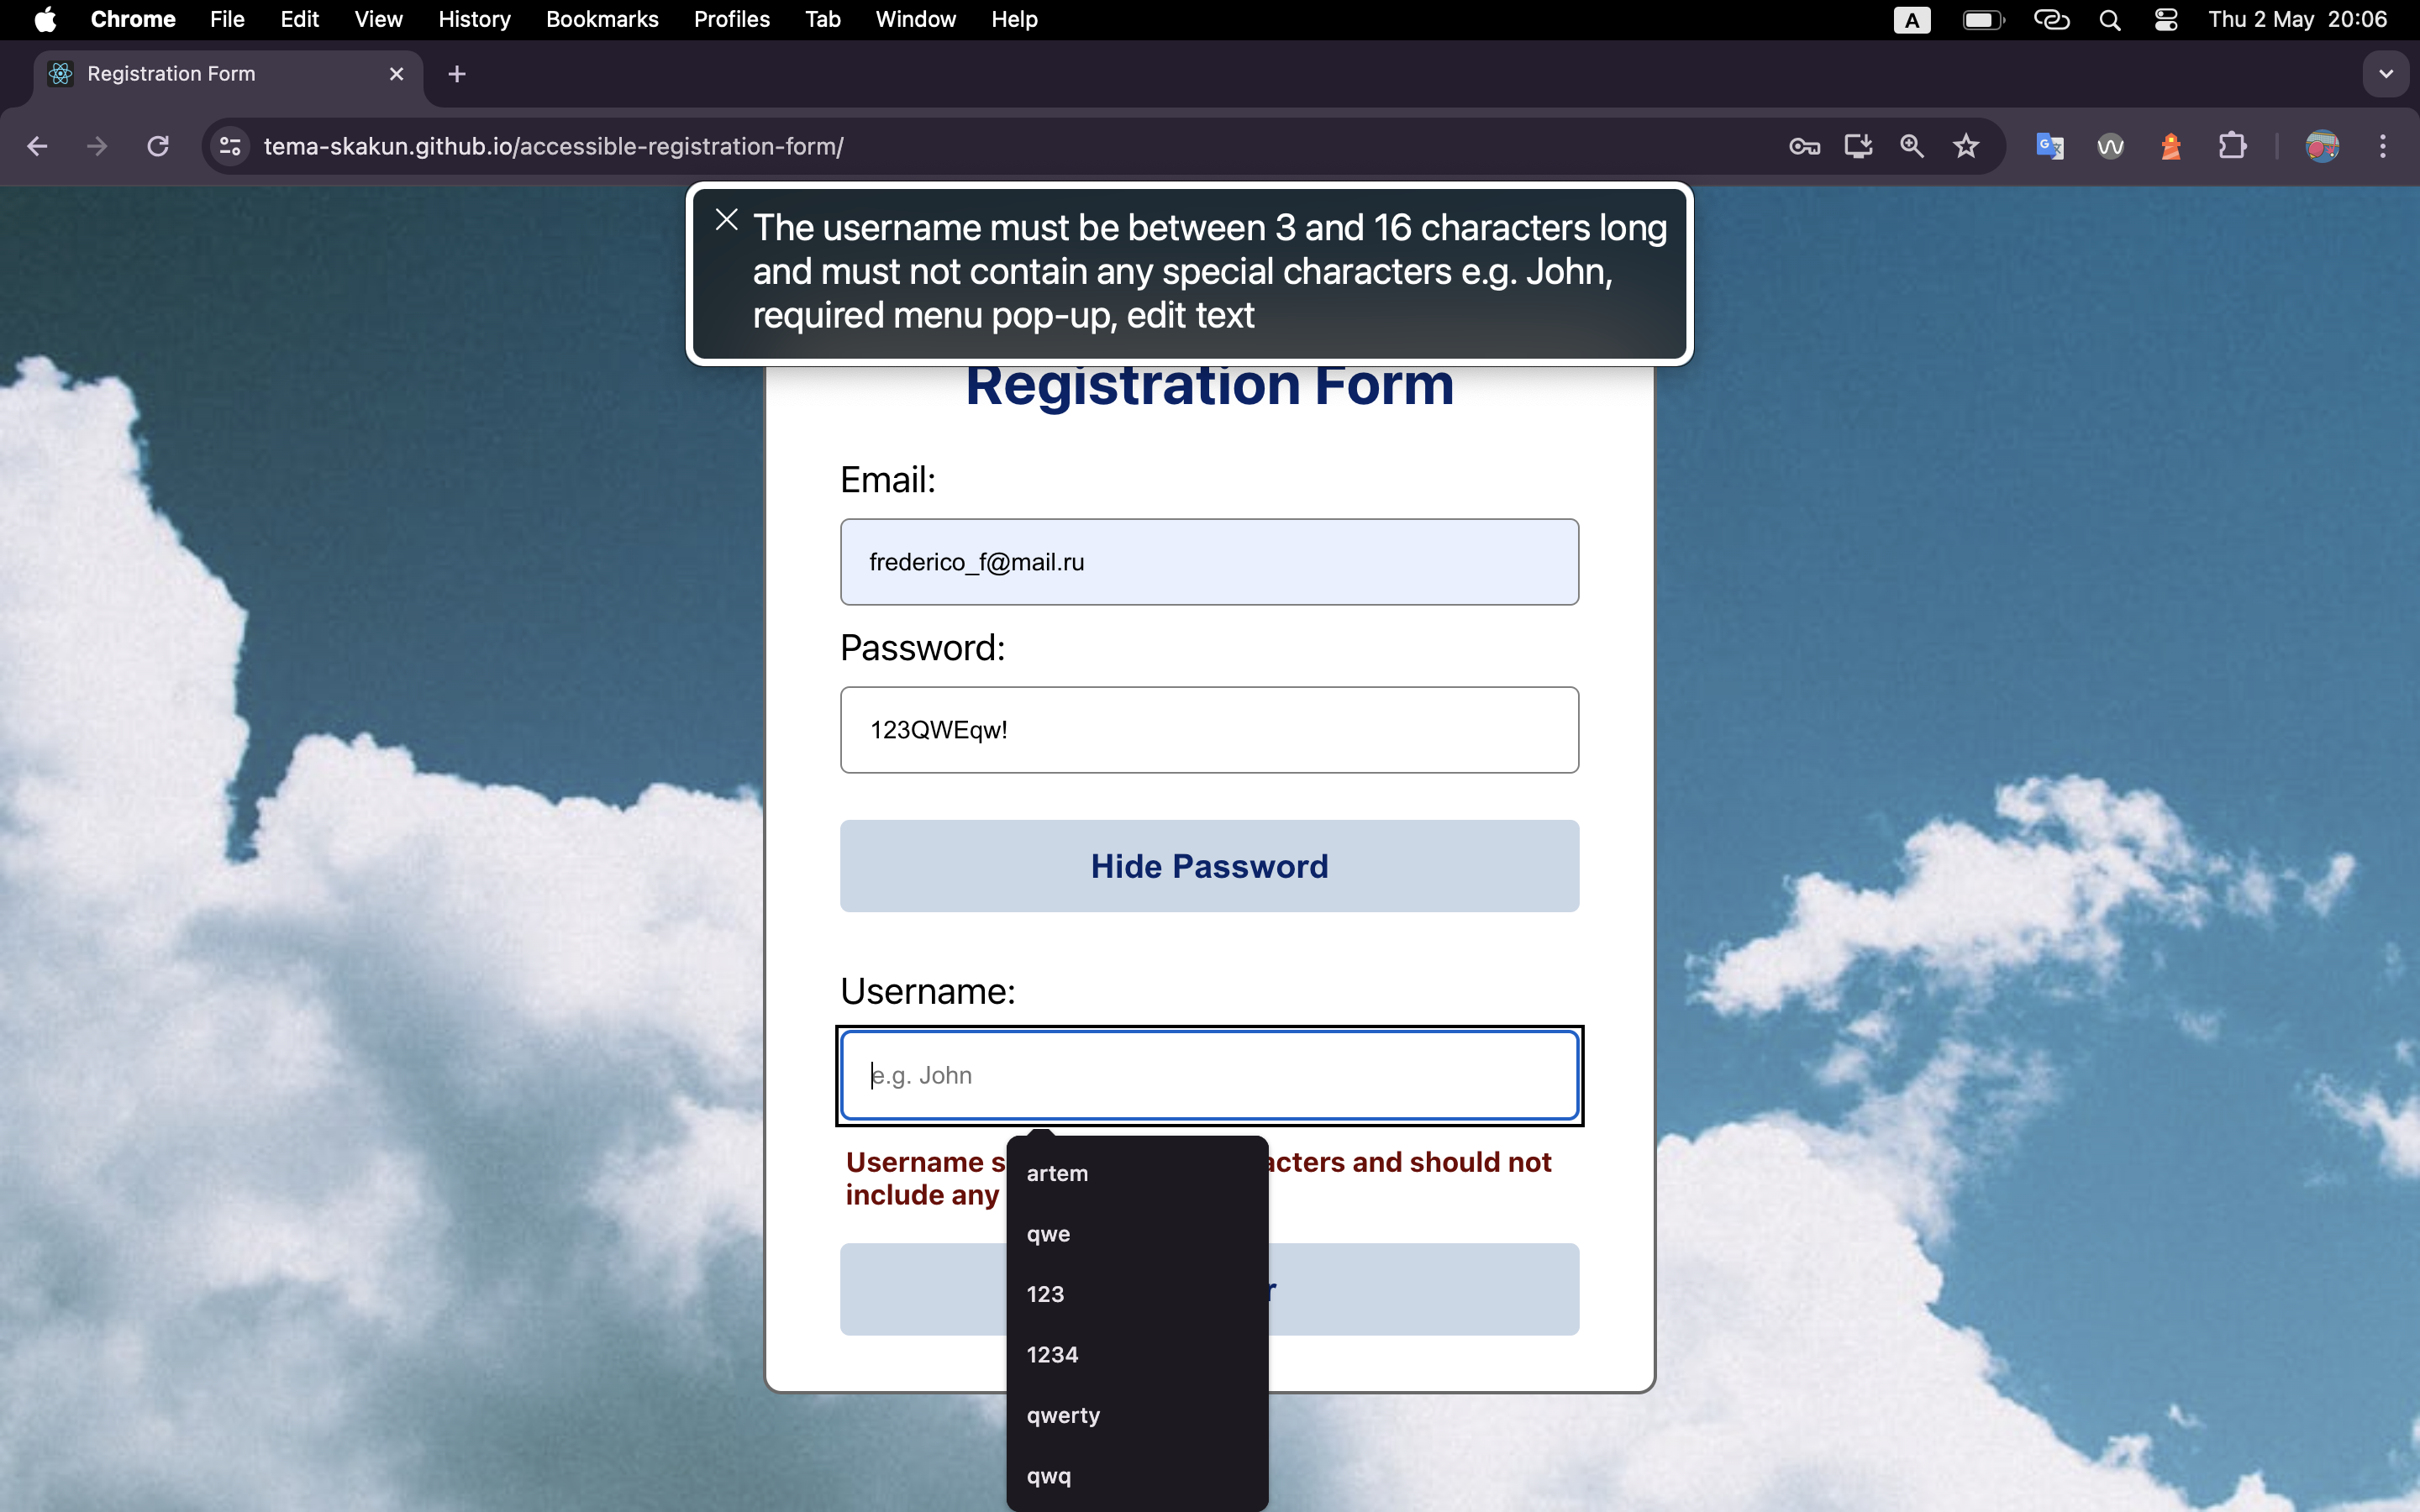 Chrome File Edit View History Bookmarks Profiles Tab Window Help A Thu 2 May 20:06
Registration Form
tema-skakun.github.io/accessible-registration-form/
The username must be between 3 and 16 characters long
and must not contain any special characters e.g. John,
required menu pop-up, edit text
Registration Form
Email:
frederico_f@mail.ru
Password:
123QWEqw!
Hide Password
Username:
e.g. John
Username s
acters and should not
include any
artem
qwe
123
1234
qwerty
qwq